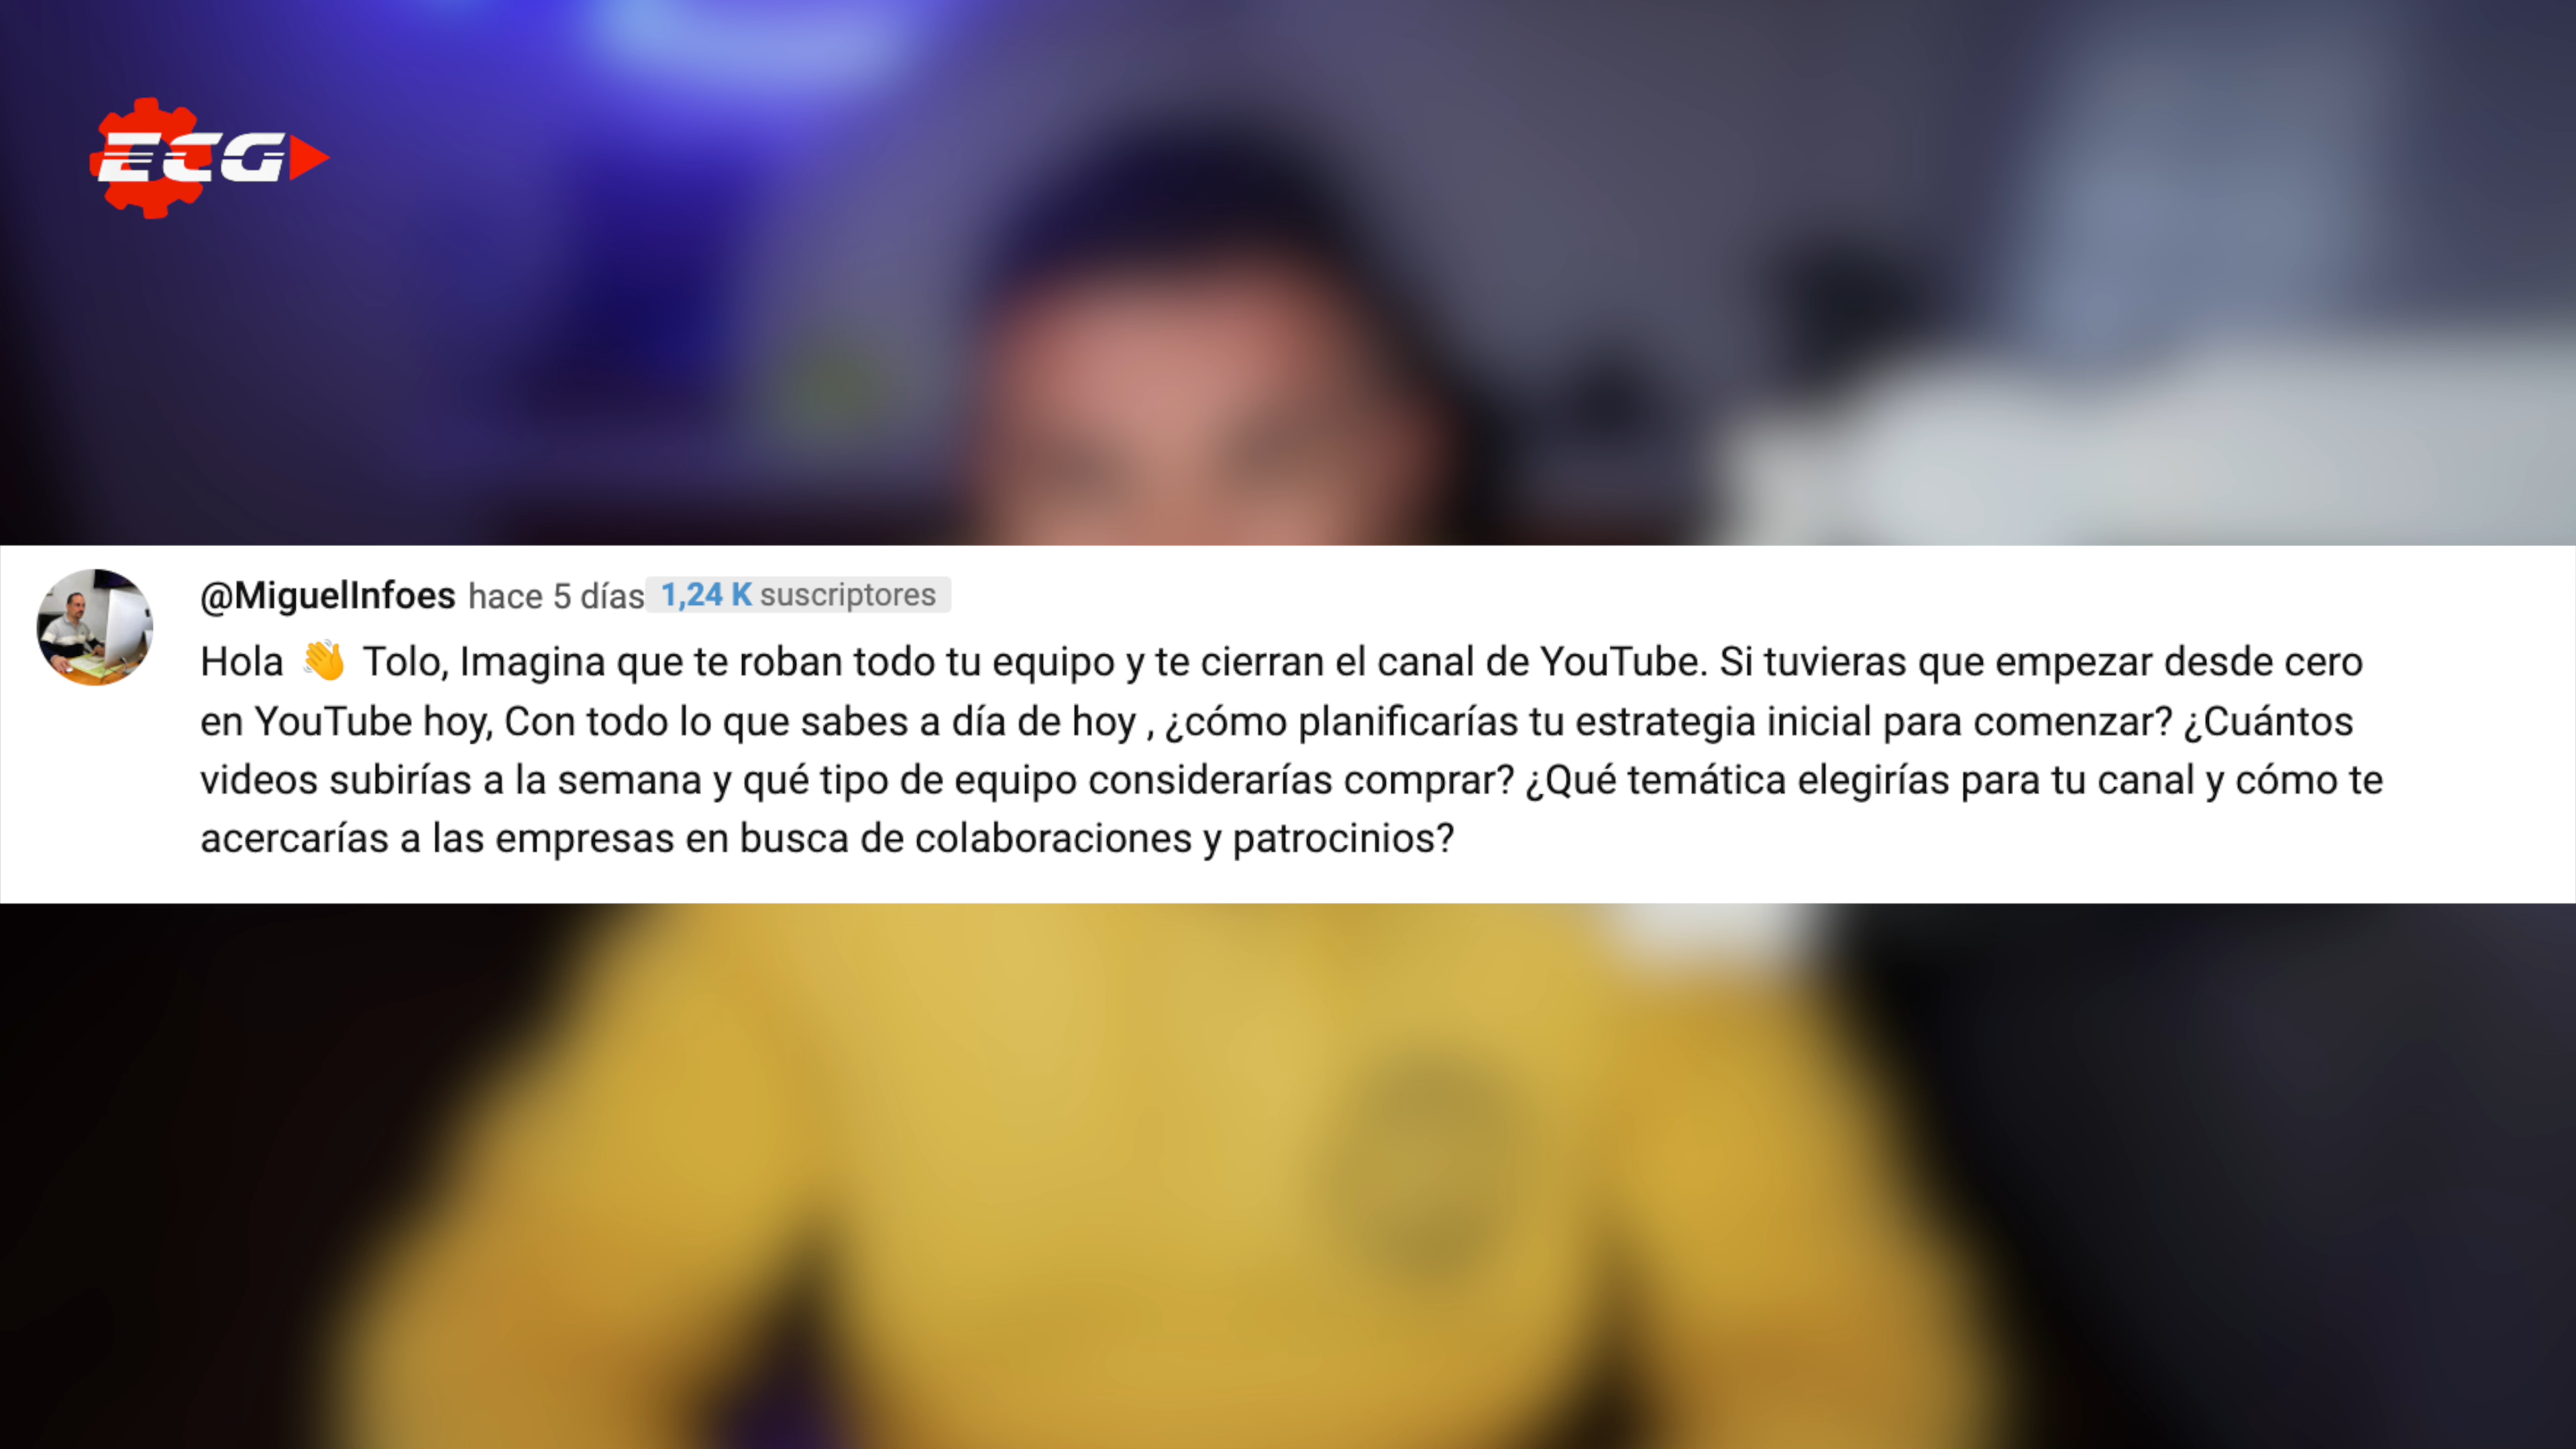 ECG
@MiguelInfoes hace 5 días 1,24 K suscriptores
Hola 👋 Tolo, Imagina que te roban todo tu equipo y te cierran el canal de YouTube. Si tuvieras que empezar desde cero
en YouTube hoy, Con todo lo que sabes a día de hoy , ¿cómo planificarías tu estrategia inicial para comenzar? ¿Cuántos
videos subirías a la semana y qué tipo de equipo considerarías comprar? ¿Qué temática elegirías para tu canal y cómo te
acercarías a las empresas en busca de colaboraciones y patrocinios?